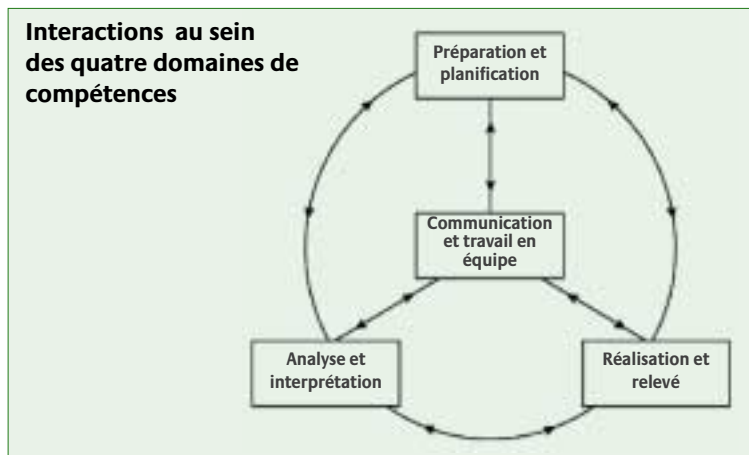 Interactions au sein
des quatre domaines de
compétences
Préparation et
planification
Communication
et travail en
équipe
Analyse et
interprétation
Réalisation et
relevé